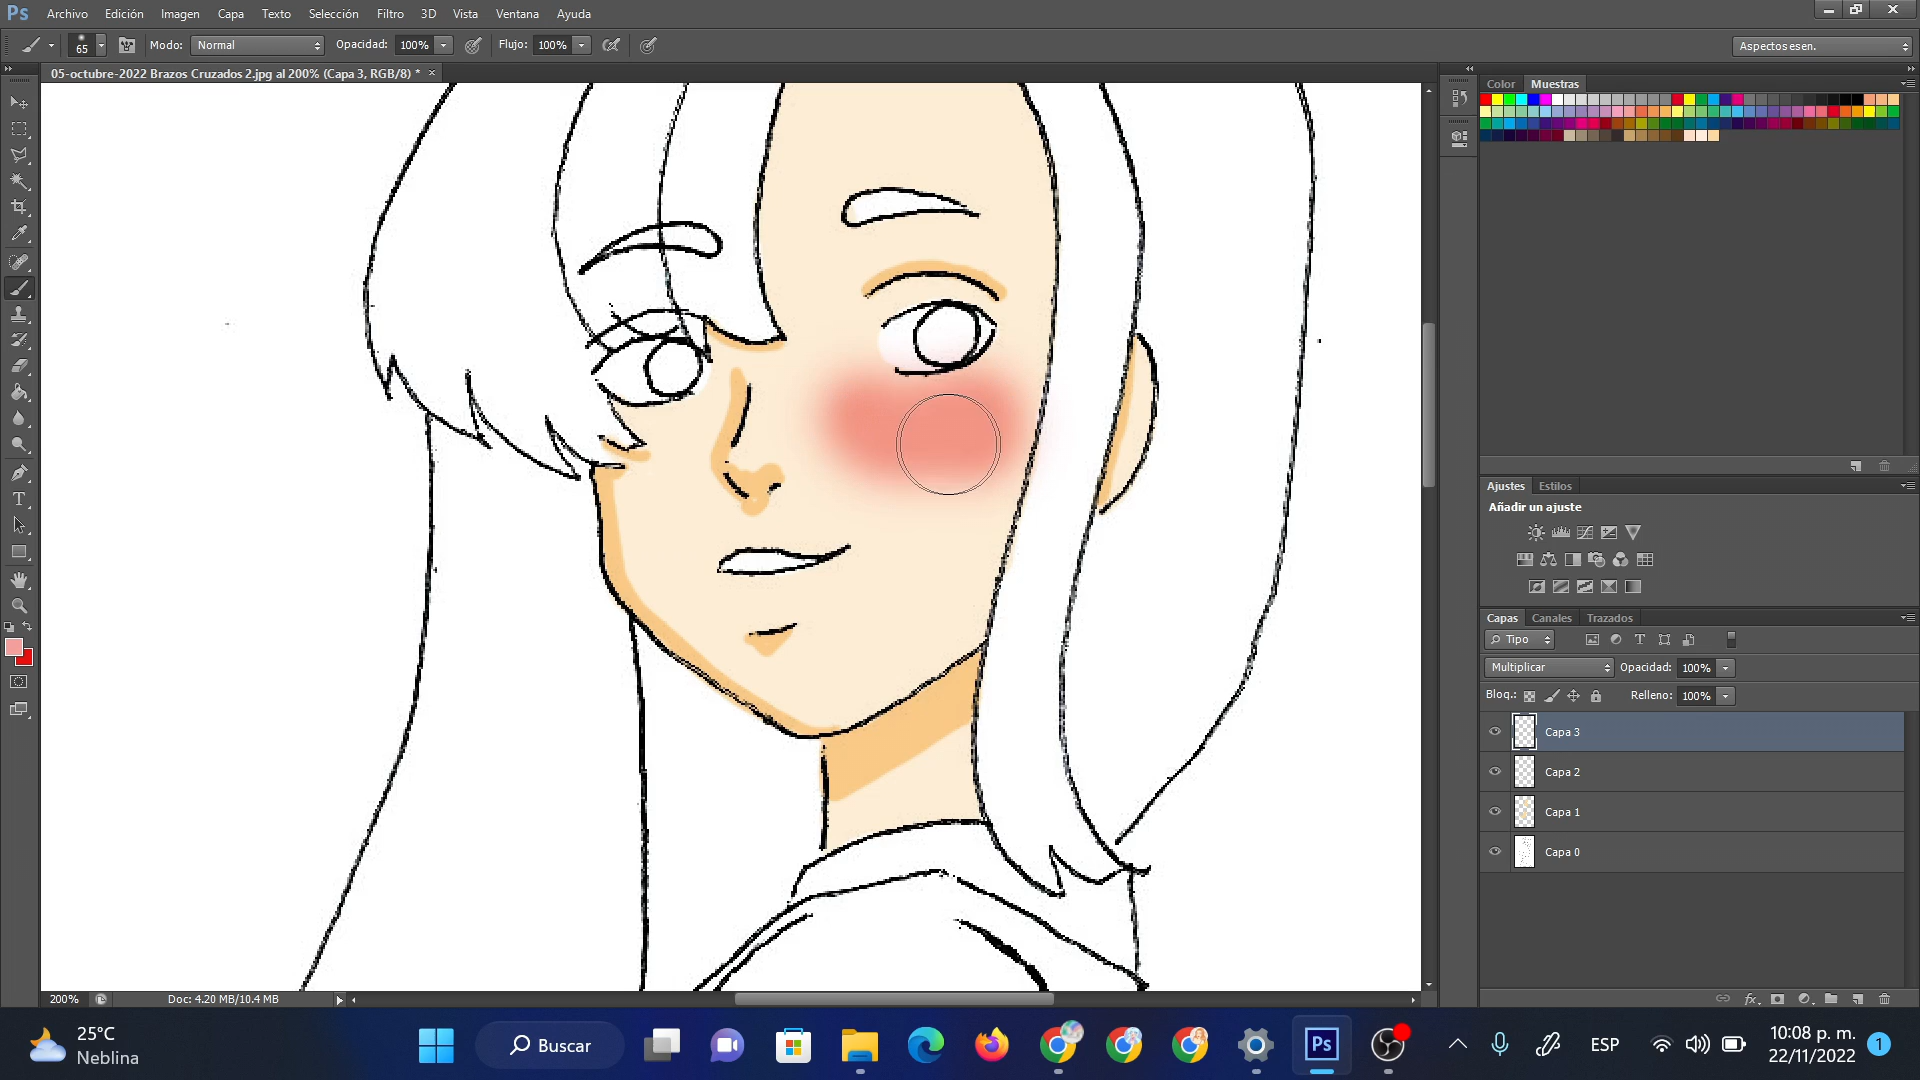 Ps Archivo Edición Imagen Capa Texto Selección Filtro 3D Vista Ventana Ayuda
65 Modo: Normal Opacidad: 100% Flujo: 100% Aspectos esen.
05-octubre-2022 Brazos Cruzados 2.jpg al 200% (Capa 3, RGB/8) * ×
Color Muestras
Ajustes Estilos
Añadir un ajuste
Capas Canales Trazados
Tipo
Multiplicar Opacidad: 100%
Bloq.: Relleno: 100%
Capa 3
Capa 2
Capa 1
Capa 0
200% Doc: 4.20 MB/10.4 MB
25°C
Neblina
Buscar
Ps
ESP
10:08 p. m.
22/11/2022
1